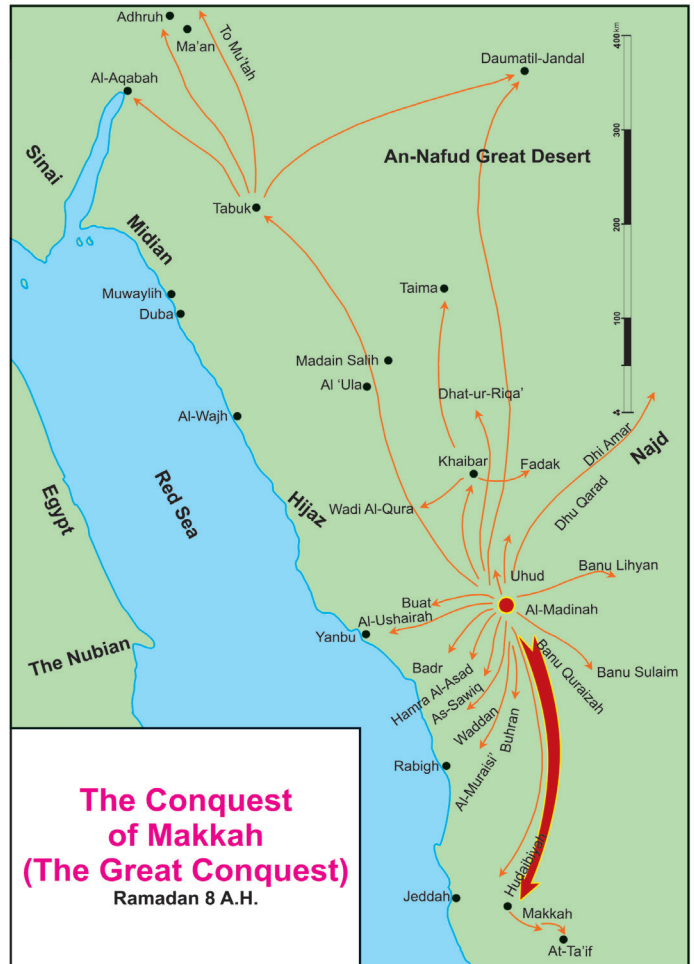 Adhruh
Ma'an
To Mu'tah
Al-Aqabah
Daumatil-Jandal
400 km
Sinai
An-Nafud Great Desert
300
Tabuk
200
Midian
Muwaylih
Duba
Taima
100
Madain Salih
Al ‘Ula
Dhat-ur-Riqa’
Al-Wajh
Dhi Amar
Najd
Khaibar
Fadak
Red Sea
Hijaz
Wadi Al-Qura
Dhu Qarad
Egypt
Uhud
Banu Lihyan
Buat
Al-Madinah
Al-Ushairah
Yanbu
The Nubian
Badr
Banu Quraizah
Banu Sulaim
Hamra Al-Asad
As-Sawiq
Waddan
Buhran
Rabigh
Al-Muraisi’
The Conquest
of Makkah
(The Great Conquest)
Ramadan 8 A.H.
Hudaibiyah
Jeddah
Makkah
At-Ta’if